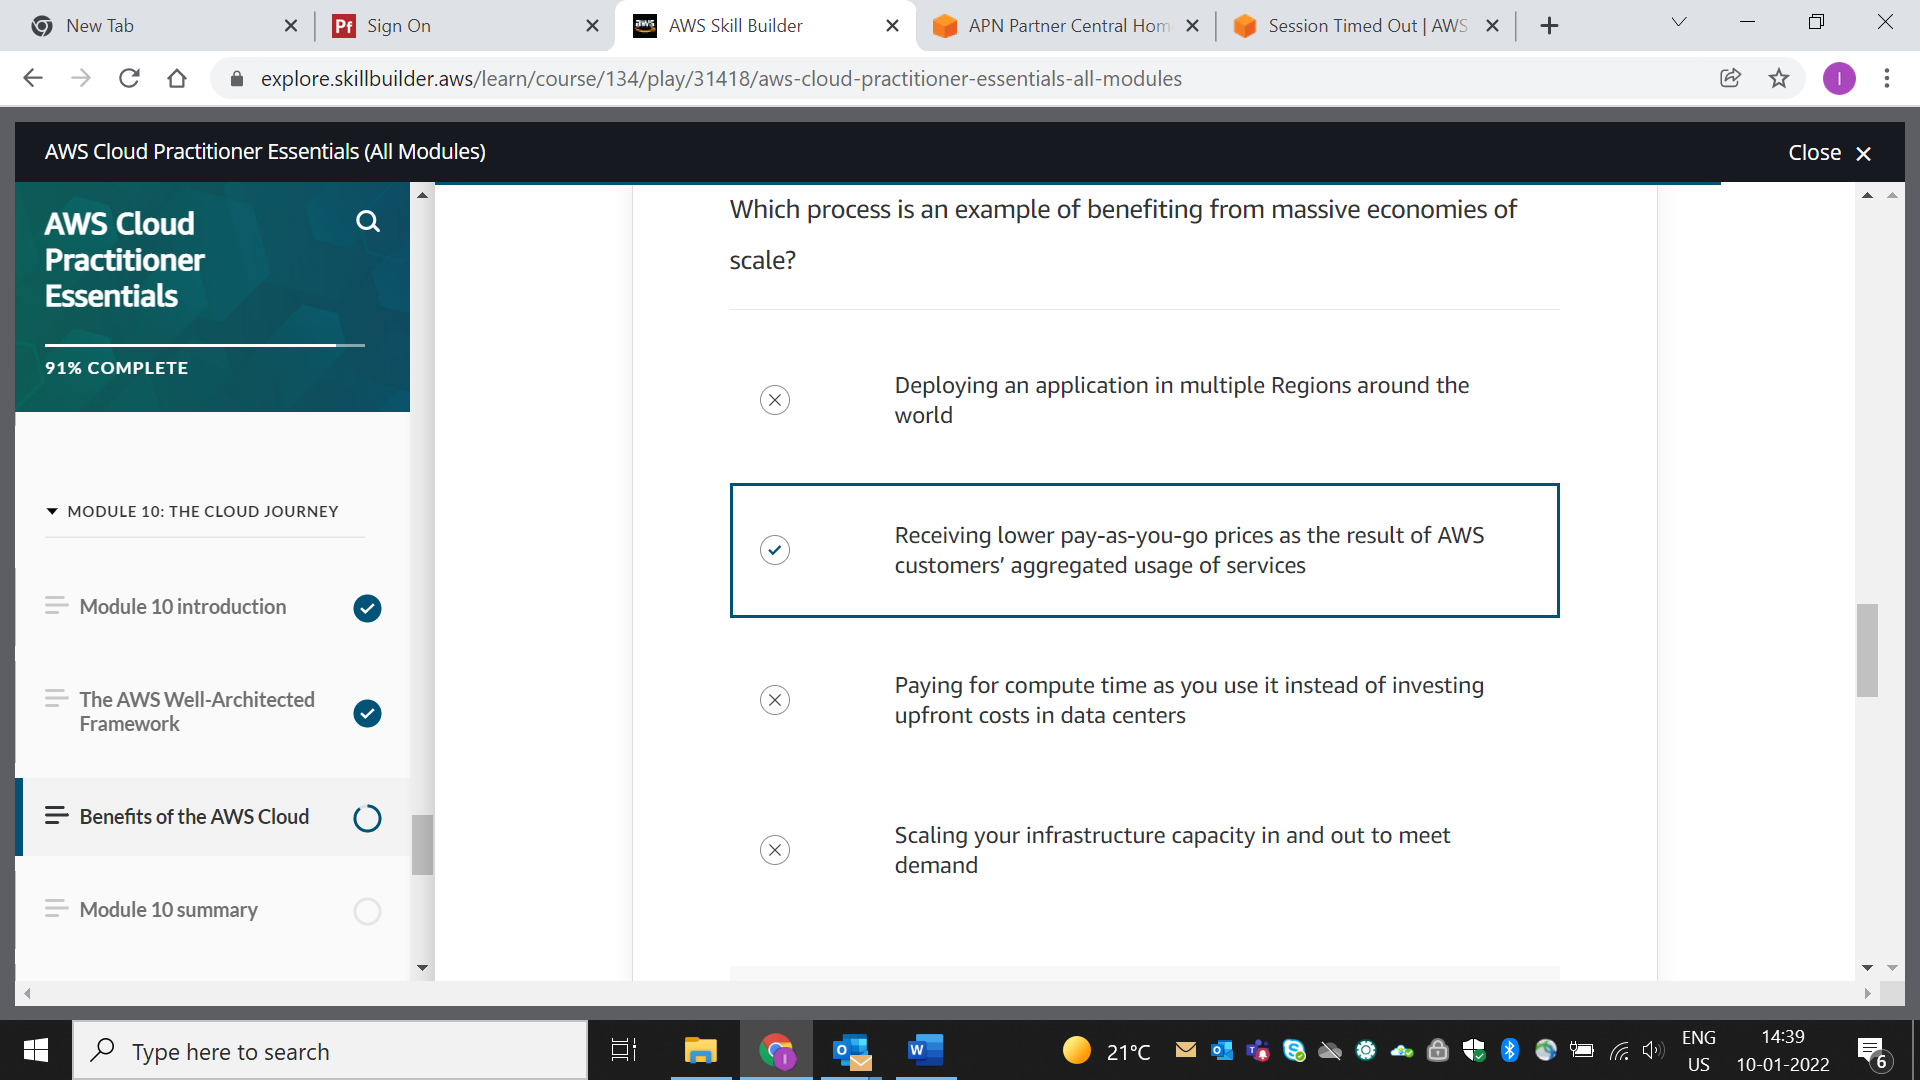 New Tab
Pf Sign On
aws AWS Skill Builder
APN Partner Central Hom
Session Timed Out | AWS
explore.skillbuilder.aws/learn/course/134/play/31418/aws-cloud-practitioner-essentials-all-modules
I
AWS Cloud Practitioner Essentials (All Modules)
Close
AWS Cloud
Practitioner
Essentials
91% COMPLETE
MODULE 10: THE CLOUD JOURNEY
Module 10 introduction
The AWS Well-Architected
Framework
Benefits of the AWS Cloud
Module 10 summary
Which process is an example of benefiting from massive economies of
scale?
Deploying an application in multiple Regions around the
world
Receiving lower pay-as-you-go prices as the result of AWS
customers’ aggregated usage of services
Paying for compute time as you use it instead of investing
upfront costs in data centers
Scaling your infrastructure capacity in and out to meet
demand
Type here to search
21°C
ENG
US
14:39
10-01-2022
6